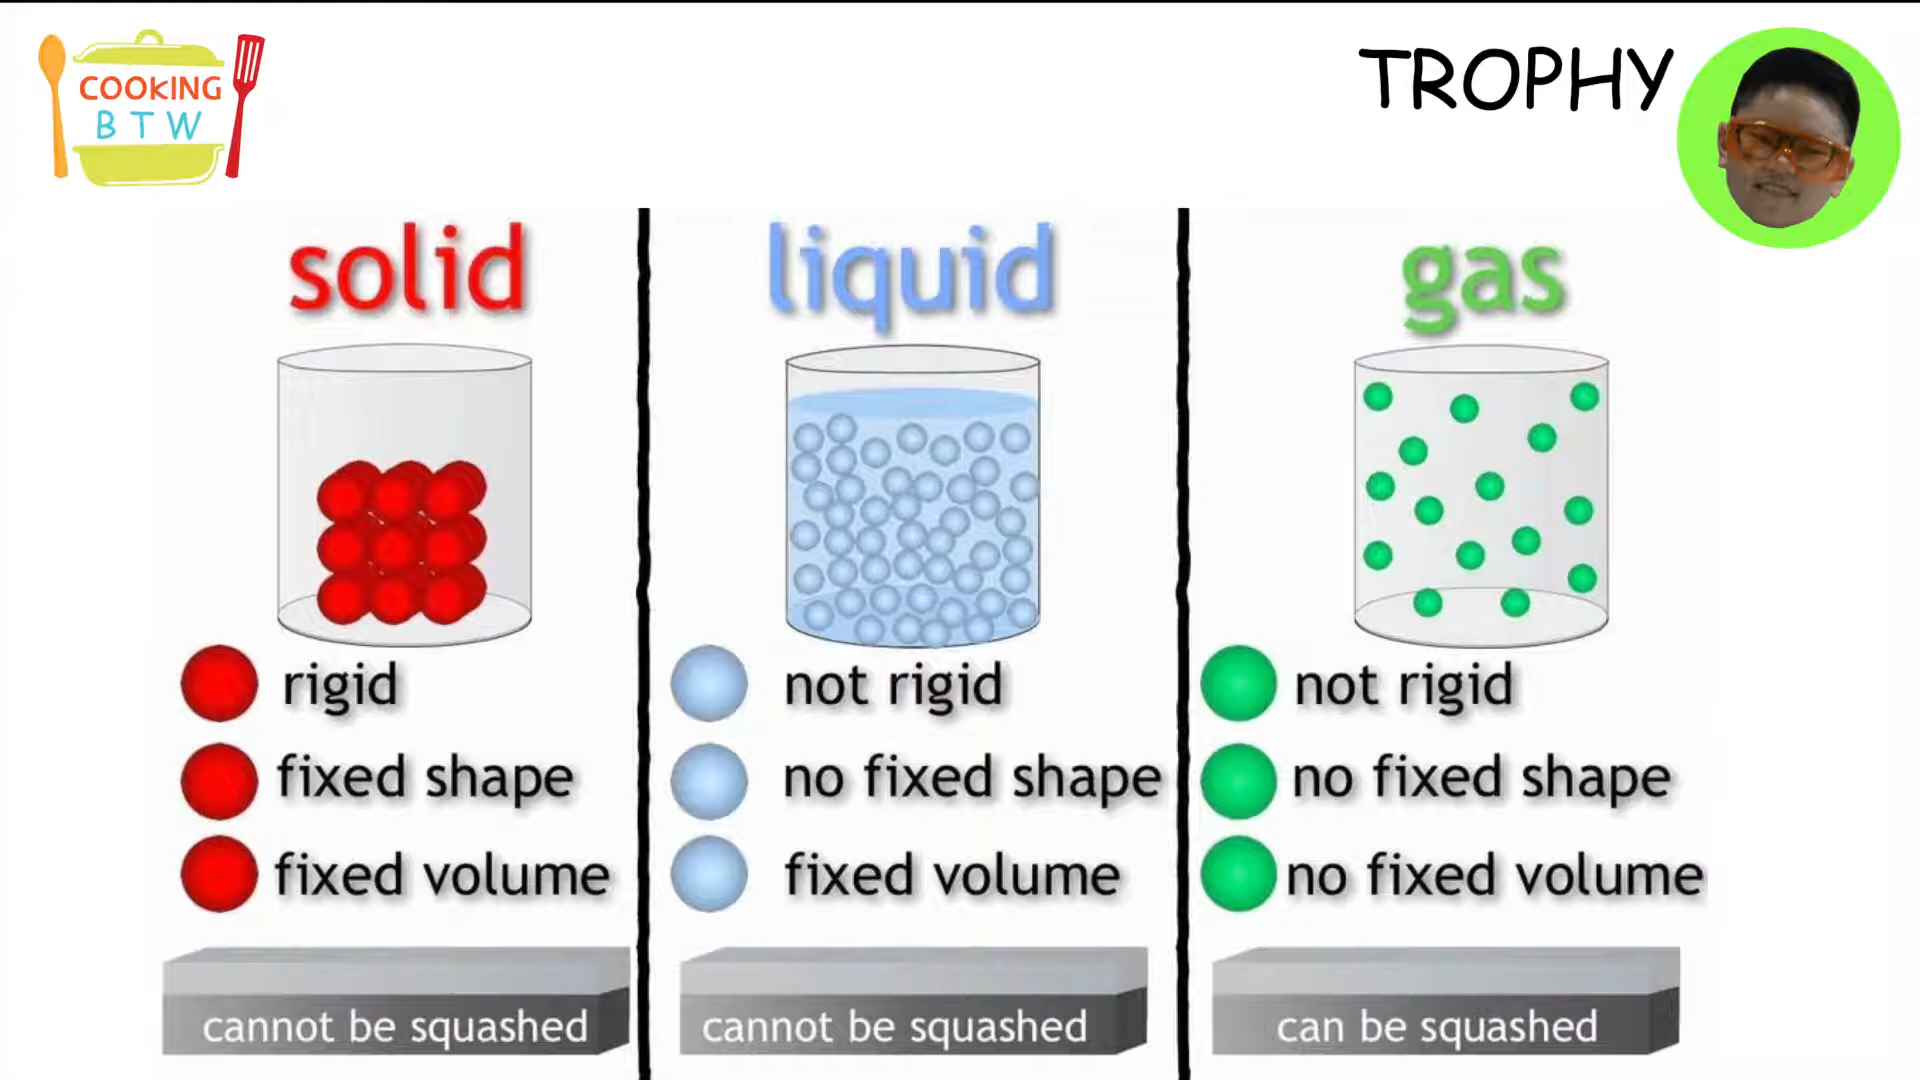 COOKING
BTW
TROPHY
solid
rigid
fixed shape
fixed volume
cannot be squashed
liquid
not rigid
no fixed shape
fixed volume
cannot be squashed
gas
not rigid
no fixed shape
no fixed volume
can be squashed